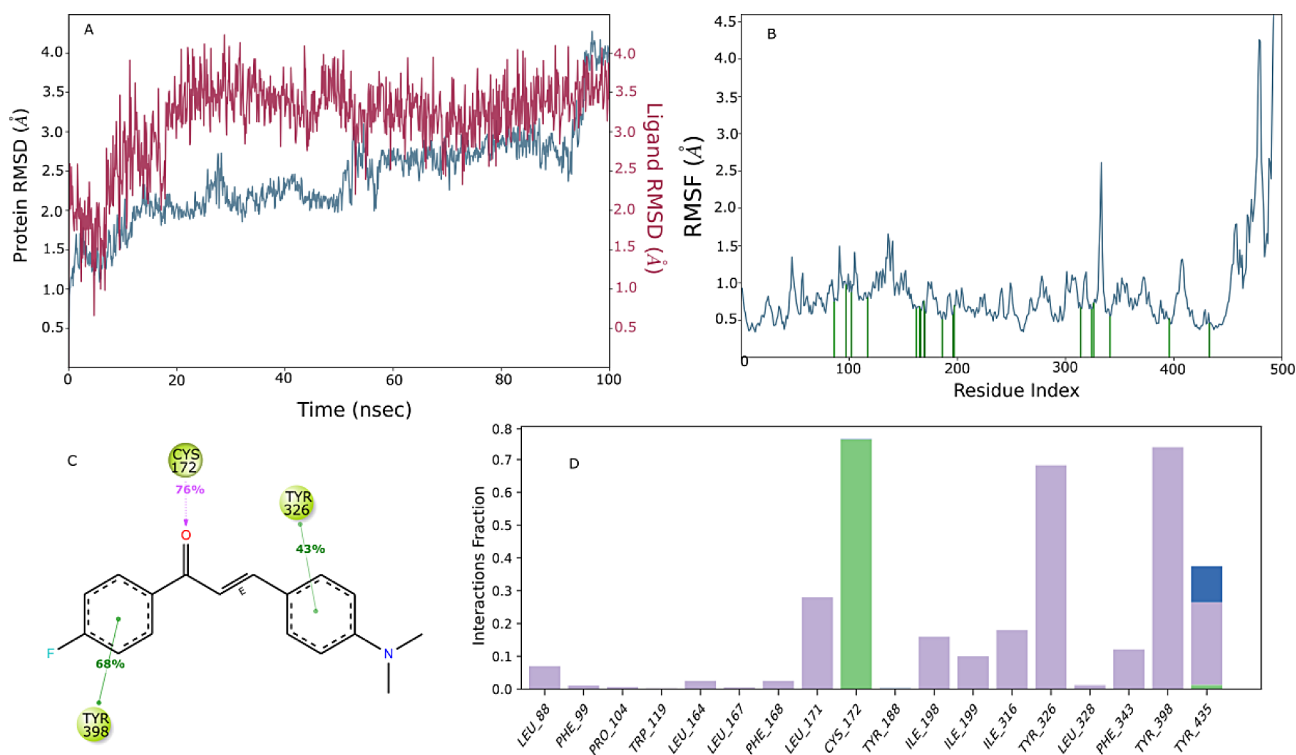 A
Protein RMSD (Å)
4.0
3.5
3.0
2.5
2.0
1.5
1.0
0.5
4.0
3.5
3.0
2.5
2.0
1.5
1.0
0.5
Ligand RMSD (Å)
0 20 40 60 80 100
Time (nsec)
B
RMSF (Å)
4.5
4.0
3.5
3.0
2.5
2.0
1.5
1.0
0.5
0 100 200 300 400 500
Residue Index
C
CYS
172
76%
O
TYR
326
43%
E
F
N
68%
TYR
398
D
Interactions Fraction
0.8
0.7
0.6
0.5
0.4
0.3
0.2
0.1
0.0
LEU_88
PHE_99
PRO_104
TRP_119
LEU_164
LEU_167
PHE_168
LEU_171
CYS_172
TYR_188
ILE_198
ILE_199
ILE_316
TYR_326
LEU_328
PHE_343
TYR_398
TYR_435